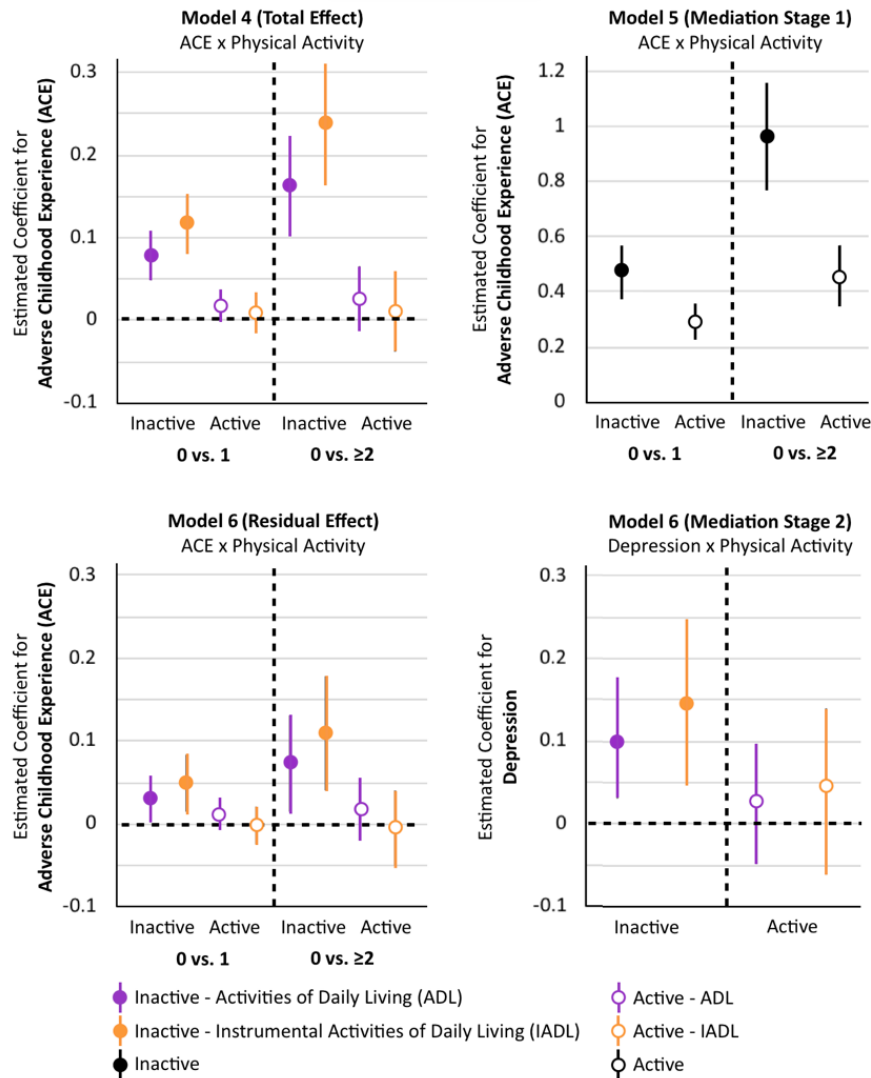 Model 4 (Total Effect)
ACE x Physical Activity
Estimated Coefficient for
Adverse Childhood Experience (ACE)
0.3
0.2
0.1
0
-0.1
Inactive Active Inactive Active
0 vs. 1 0 vs. ≥2
Model 5 (Mediation Stage 1)
ACE x Physical Activity
Estimated Coefficient for
Adverse Childhood Experience (ACE)
1.2
1
0.8
0.6
0.4
0.2
0
Inactive Active Inactive Active
0 vs. 1 0 vs. ≥2
Model 6 (Residual Effect)
ACE x Physical Activity
Estimated Coefficient for
Adverse Childhood Experience (ACE)
0.3
0.2
0.1
0
-0.1
Inactive Active Inactive Active
0 vs. 1 0 vs. ≥2
Model 6 (Mediation Stage 2)
Depression x Physical Activity
Estimated Coefficient for
Depression
0.3
0.2
0.1
0
-0.1
Inactive Active
Inactive - Activities of Daily Living (ADL)
Inactive - Instrumental Activities of Daily Living (IADL)
Inactive
Active - ADL
Active - IADL
Active